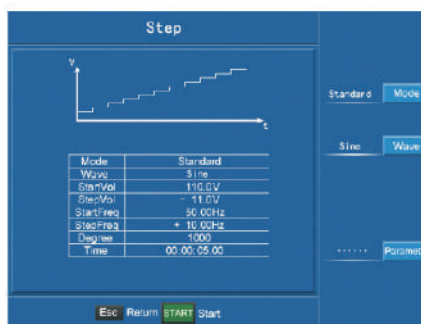 Step
V
t
Standard Mode
Sine Wave
...... Paramet
Mode Standard
Wave Sine
StartVol 110.0V
StepVol - 11.0V
StartFreq 50.00Hz
StepFreq + 10.00Hz
Degree 1000
Time 00:00:05.00
Esc Return START Start